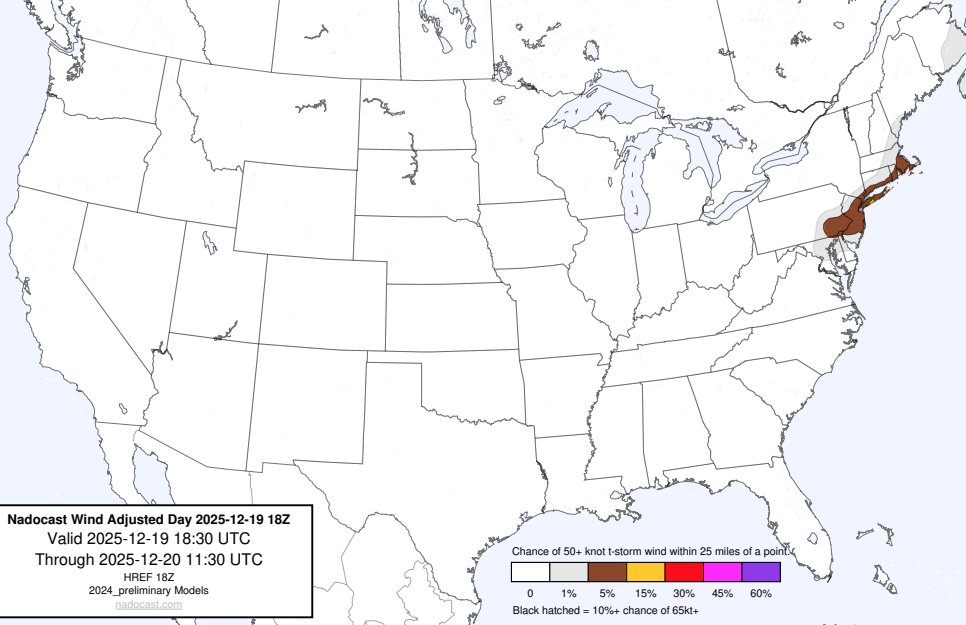 Nadocast Wind Adjusted Day 2025-12-19 18Z
Valid 2025-12-19 18:30 UTC
Through 2025-12-20 11:30 UTC
HREF 18Z
2024_preliminary Models
nadocast.com
Chance of 50+ knot t-storm wind within 25 miles of a point.
0 1% 5% 15% 30% 45% 60%
Black hatched = 10%+ chance of 65kt+